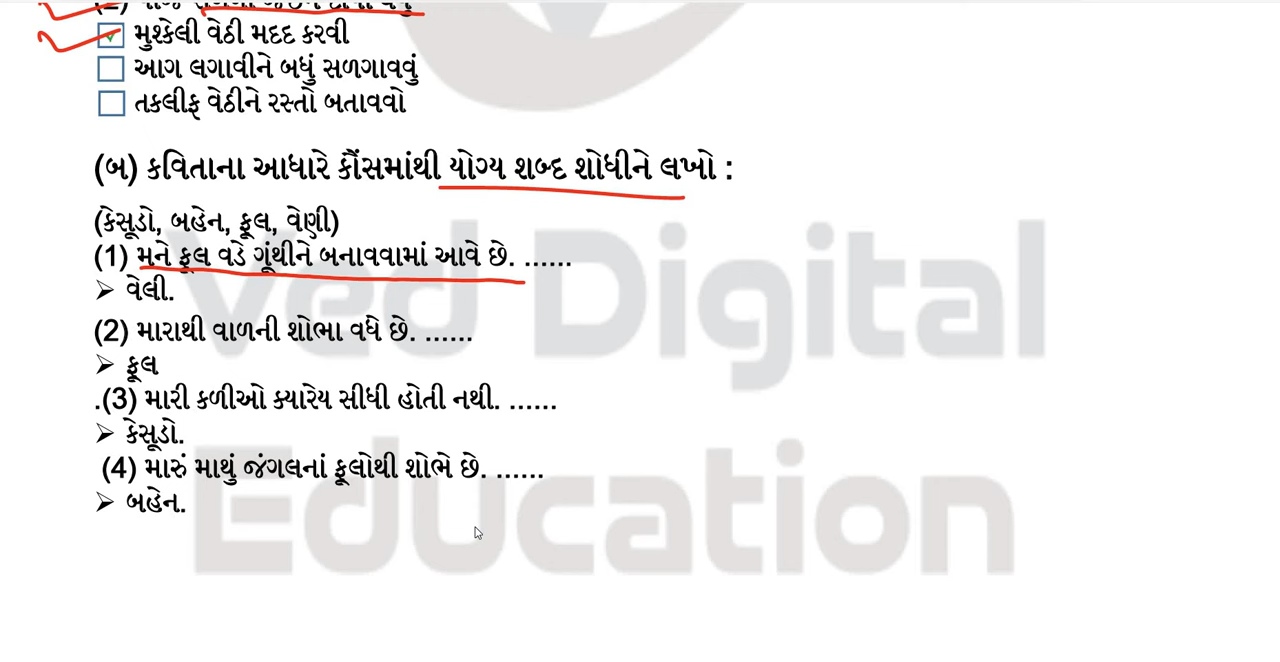 મુશ્કેલી વેઠી મદદ કરવી
આગ લગાવીને બધું સળગાવવું
તકલીફ વેઠીને રસ્તો બતાવવો
(બ) કવિતાના આધારે કૌંસમાંથી યોગ્ય શબ્દ શોધીને લખો :
(કેસૂડો, બહેન, ફૂલ, વેણી)
(1) મને ફૂલ વડે ગૂંથીને બનાવવામાં આવે છે. ......
➢ વેલી.
(2) મારાથી વાળની શોભા વધે છે. ......
➢ ફૂલ
.(3) મારી કળીઓ ક્યારેય સીધી હોતી નથી. ......
➢ કેસૂડો.
(4) મારું માથું જંગલનાં ફૂલોથી શોભે છે. ......
➢ બહેન.
Ved Digital
Education